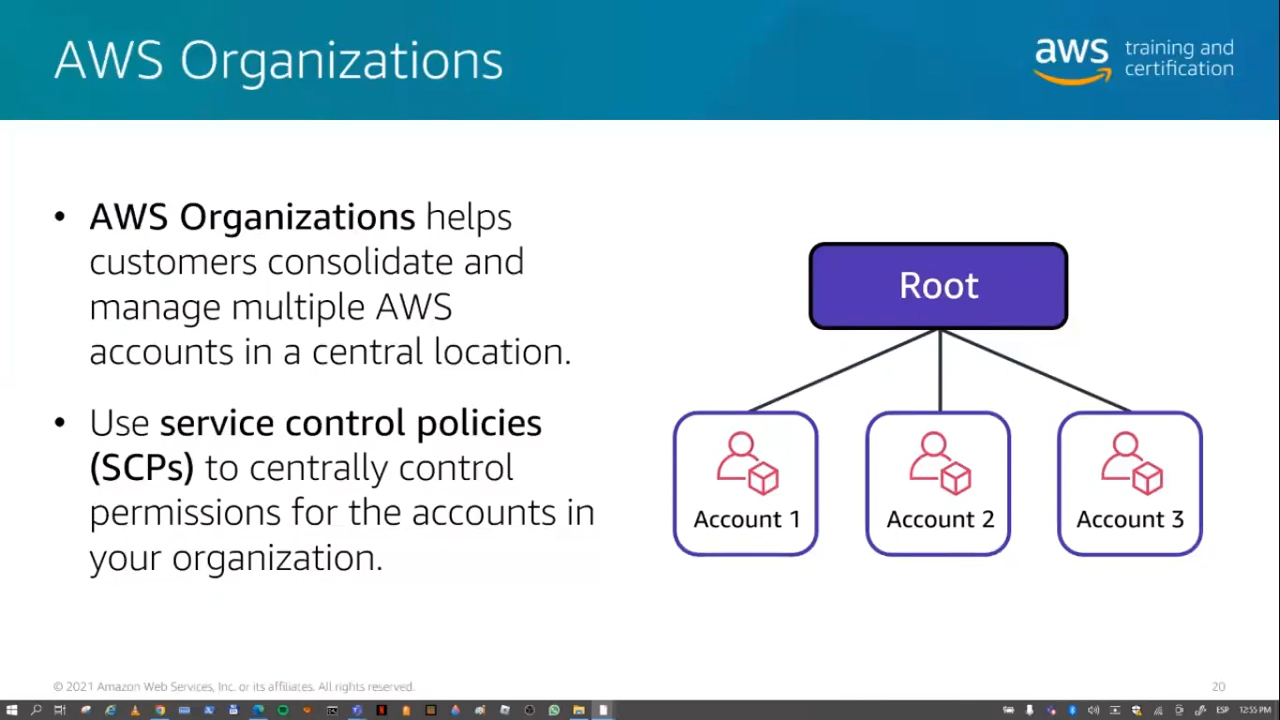 AWS Organizations
aws training and
certification
• AWS Organizations helps
customers consolidate and
manage multiple AWS
accounts in a central location.
• Use service control policies
(SCPs) to centrally control
permissions for the accounts in
your organization.
Root
Account 1
Account 2
Account 3
© 2021 Amazon Web Services, Inc. or its affiliates. All rights reserved.
20
ESP
12:55 PM